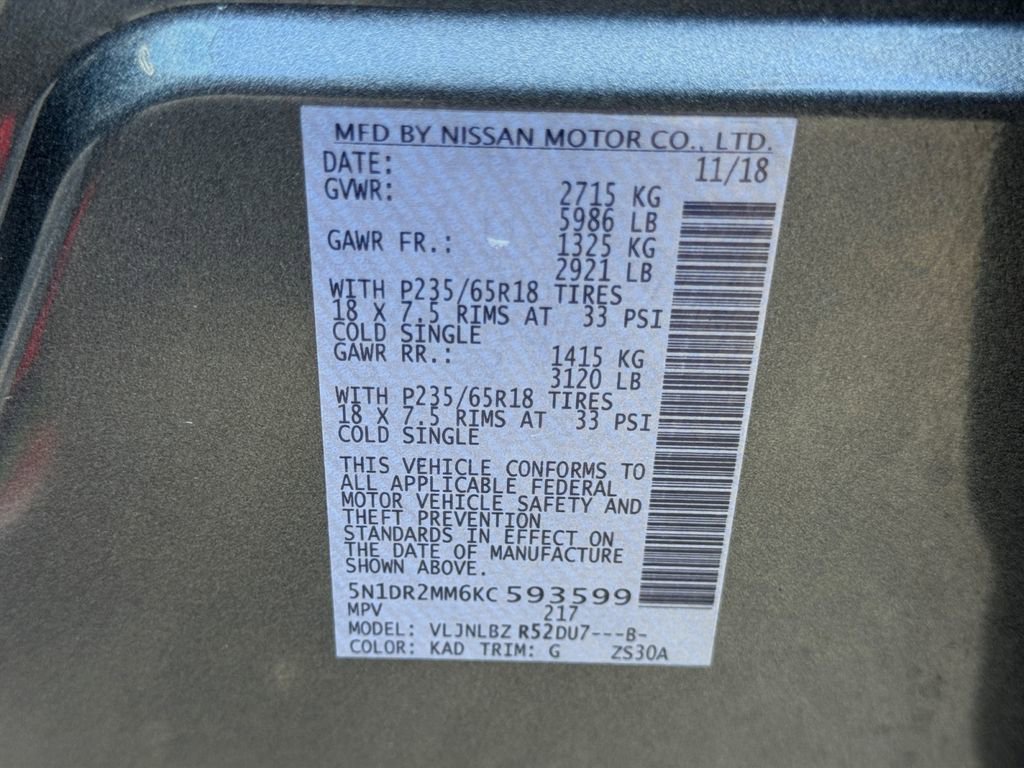 MFD BY NISSAN MOTOR CO., LTD.
DATE: 11/18
GVWR: 2715 KG
5986 LB
GAWR FR.: 1325 KG
2921 LB
WITH P235/65R18 TIRES
18 X 7.5 RIMS AT 33 PSI
COLD SINGLE
GAWR RR.: 1415 KG
3120 LB
WITH P235/65R18 TIRES
18 X 7.5 RIMS AT 33 PSI
COLD SINGLE
THIS VEHICLE CONFORMS TO
ALL APPLICABLE FEDERAL
MOTOR VEHICLE SAFETY AND
THEFT PREVENTION
STANDARDS IN EFFECT ON
THE DATE OF MANUFACTURE
SHOWN ABOVE.
5N1DR2MM6KC 593599
MPV 217
MODEL: VLJNLBZ R52DU7---B-
COLOR: KAD TRIM: G ZS30A